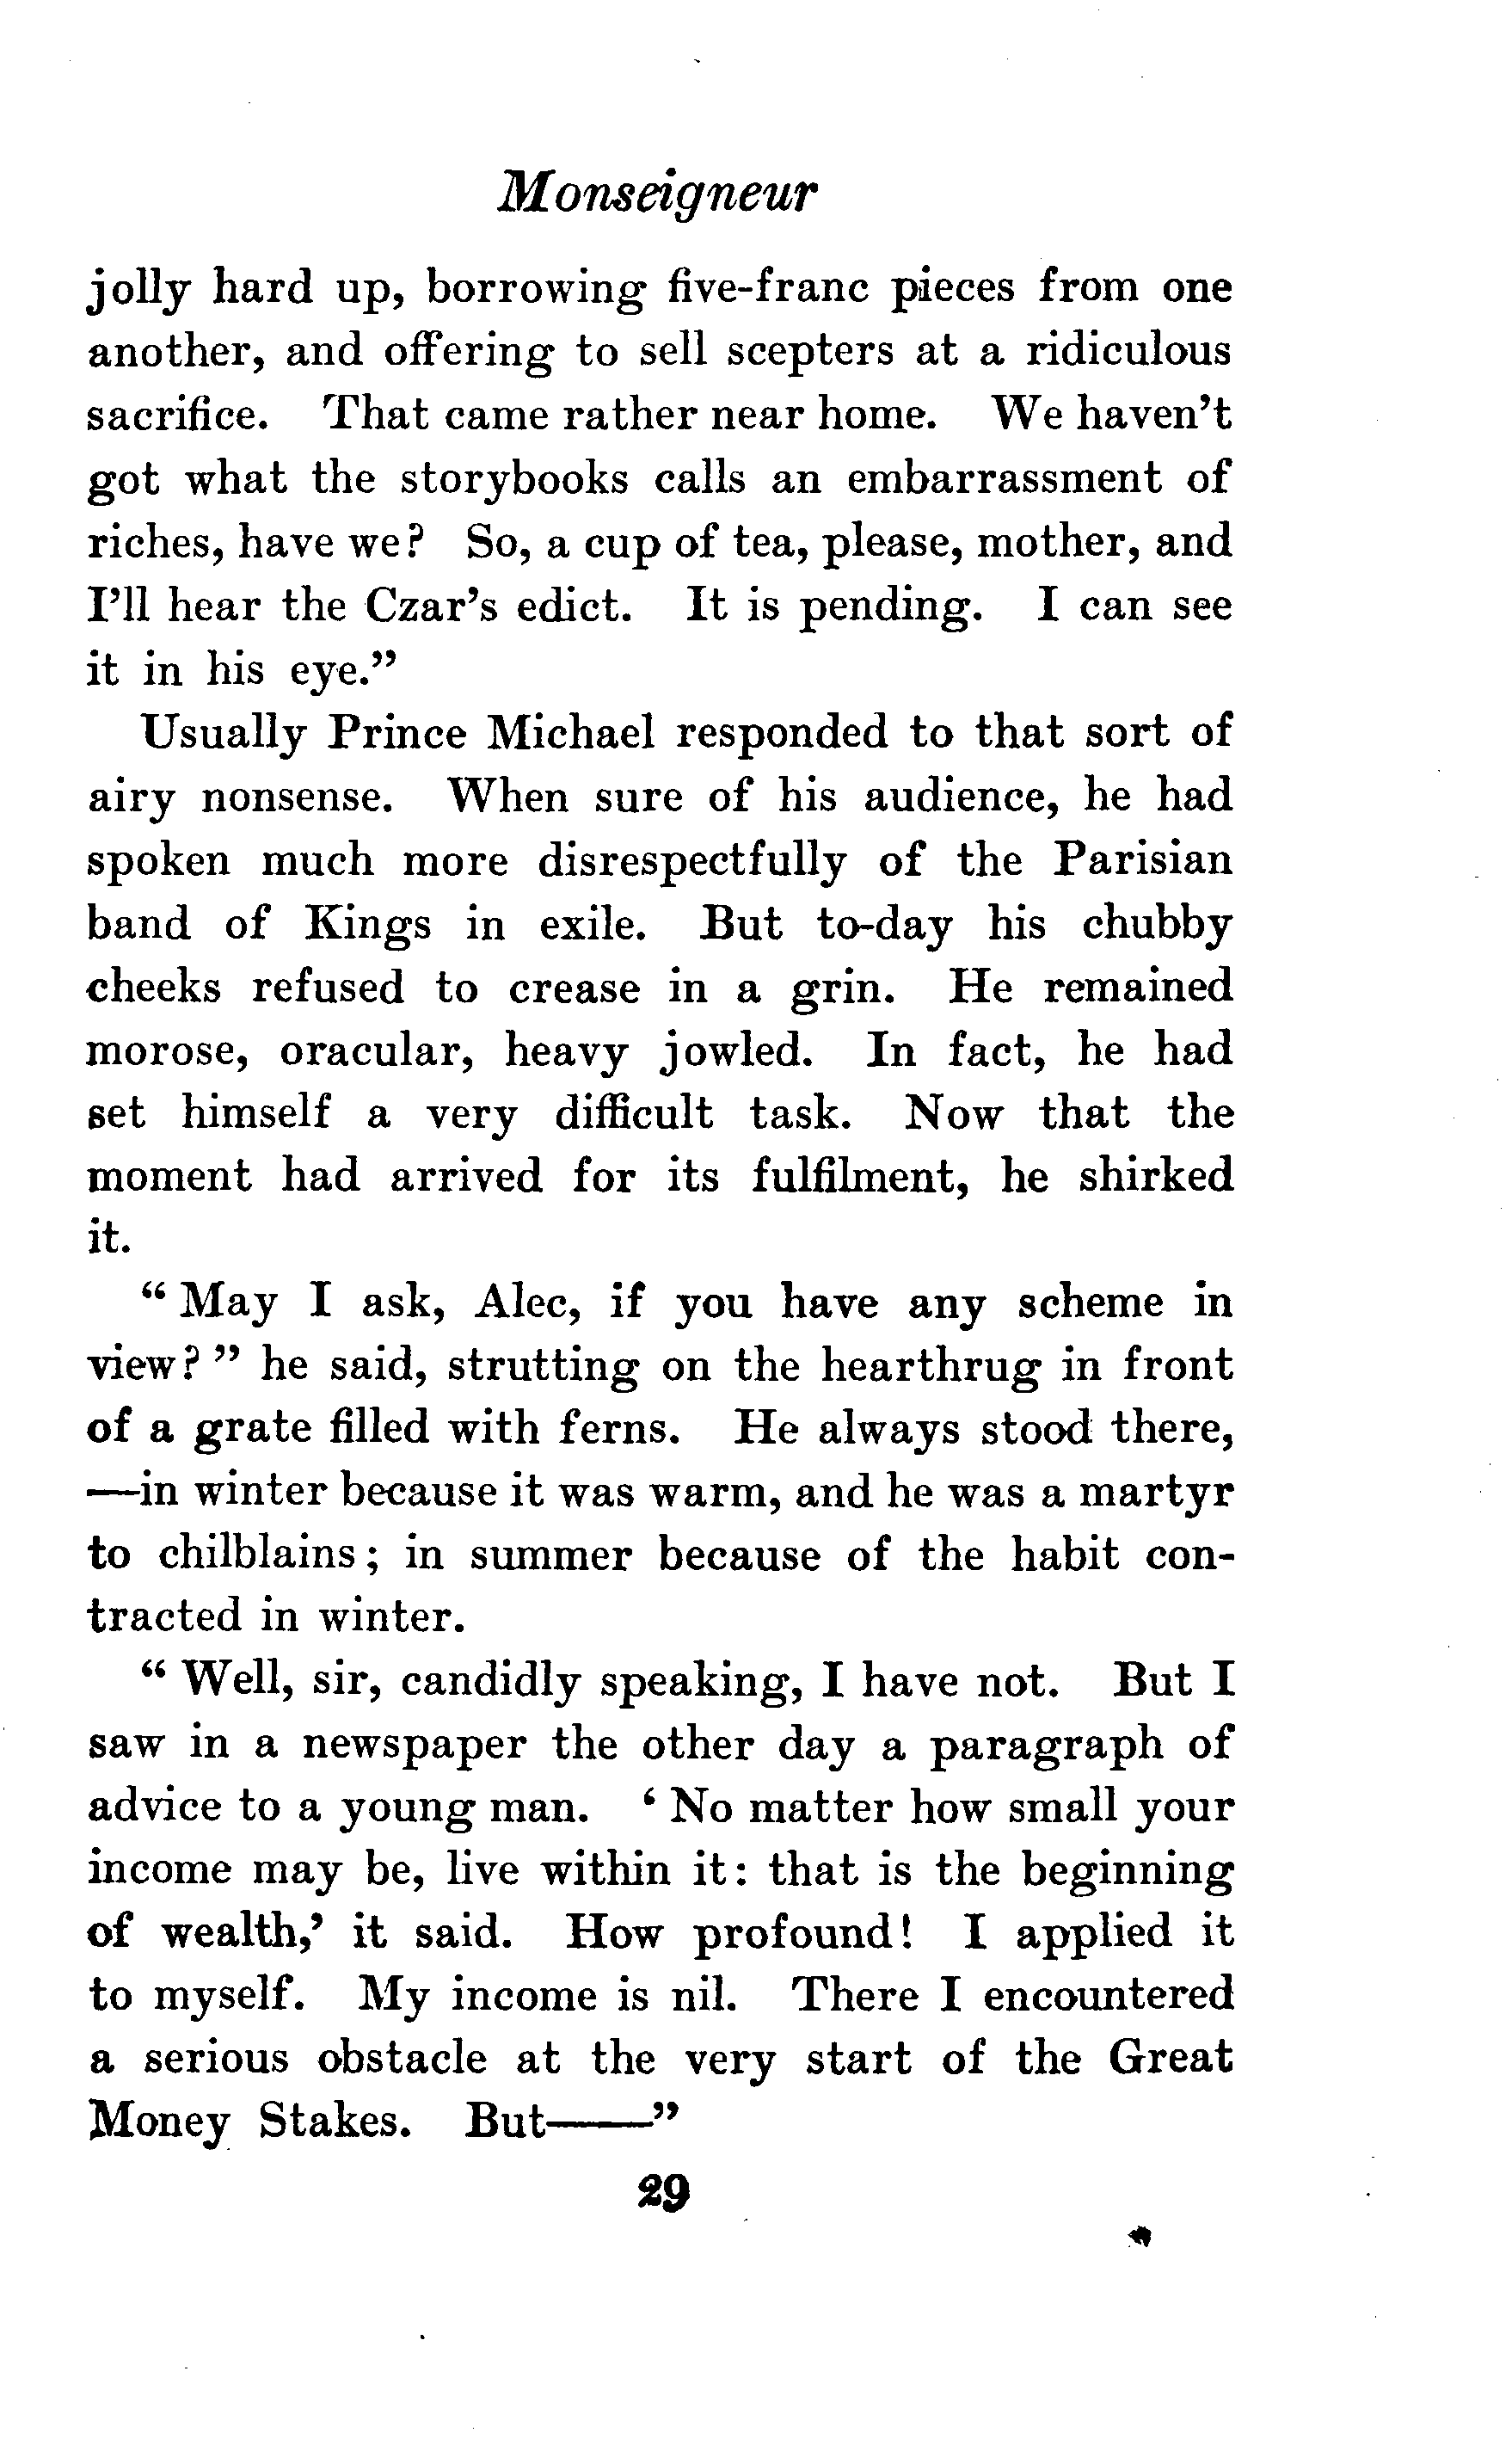 Monseigneur
jolly hard up, borrowing five-franc pieces from one
another, and offering to sell scepters at a ridiculous
sacrifice. That came rather near home. We haven't
got what the storybooks calls an embarrassment of
riches, have we? So, a cup of tea, please, mother, and
I'll hear the Czar's edict. It is pending. I can see
it in his eye."
Usually Prince Michael responded to that sort of
airy nonsense. When sure of his audience, he had
spoken much more disrespectfully of the Parisian
band of Kings in exile. But to-day his chubby
cheeks refused to crease in a grin. He remained
morose, oracular, heavy jowled. In fact, he had
set himself a very difficult task. Now that the
moment had arrived for its fulfilment, he shirked
it.
"May I ask, Alec, if you have any scheme in
view?" he said, strutting on the hearthrug in front
of a grate filled with ferns. He always stood there,
—in winter because it was warm, and he was a martyr
to chilblains; in summer because of the habit con-
tracted in winter.
"Well, sir, candidly speaking, I have not. But I
saw in a newspaper the other day a paragraph of
advice to a young man. 'No matter how small your
income may be, live within it: that is the beginning
of wealth,' it said. How profound! I applied it
to myself. My income is nil. There I encountered
a serious obstacle at the very start of the Great
Money Stakes. But——"
29